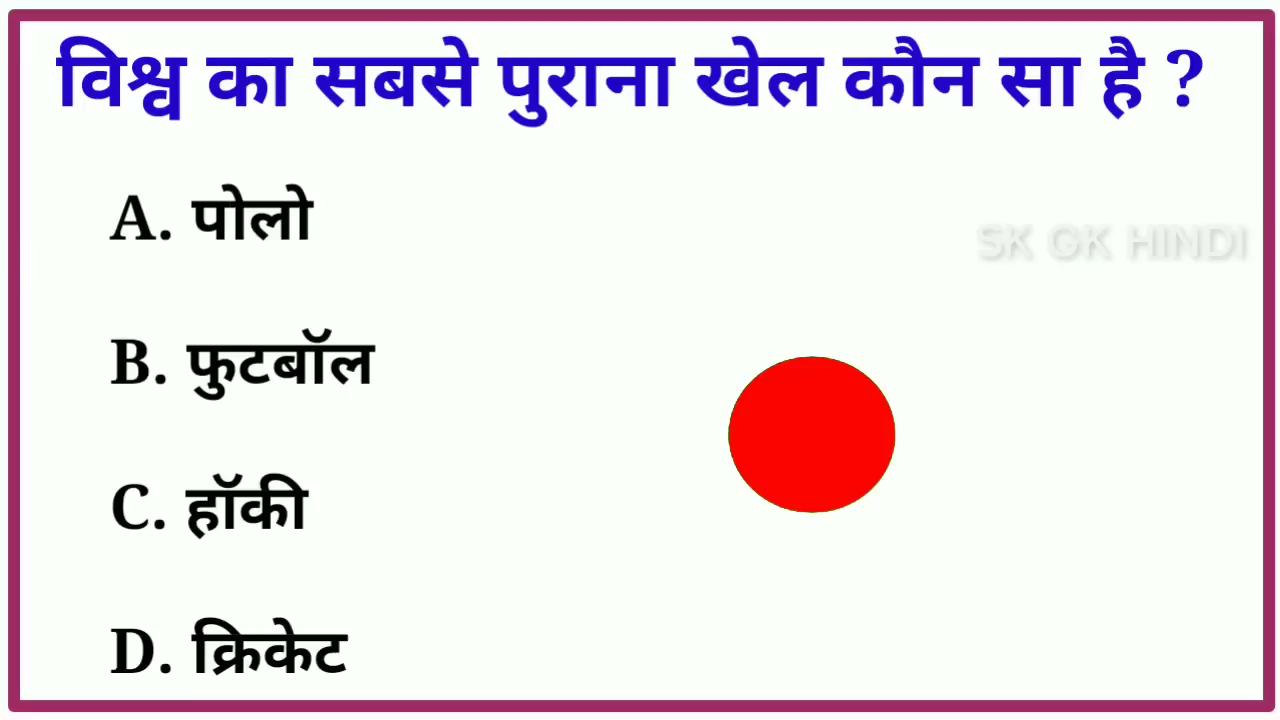 विश्व का सबसे पुराना खेल कौन सा है ?
A. पोलो
SK GK HINDI
B. फुटबॉल
C. हॉकी
D. क्रिकेट